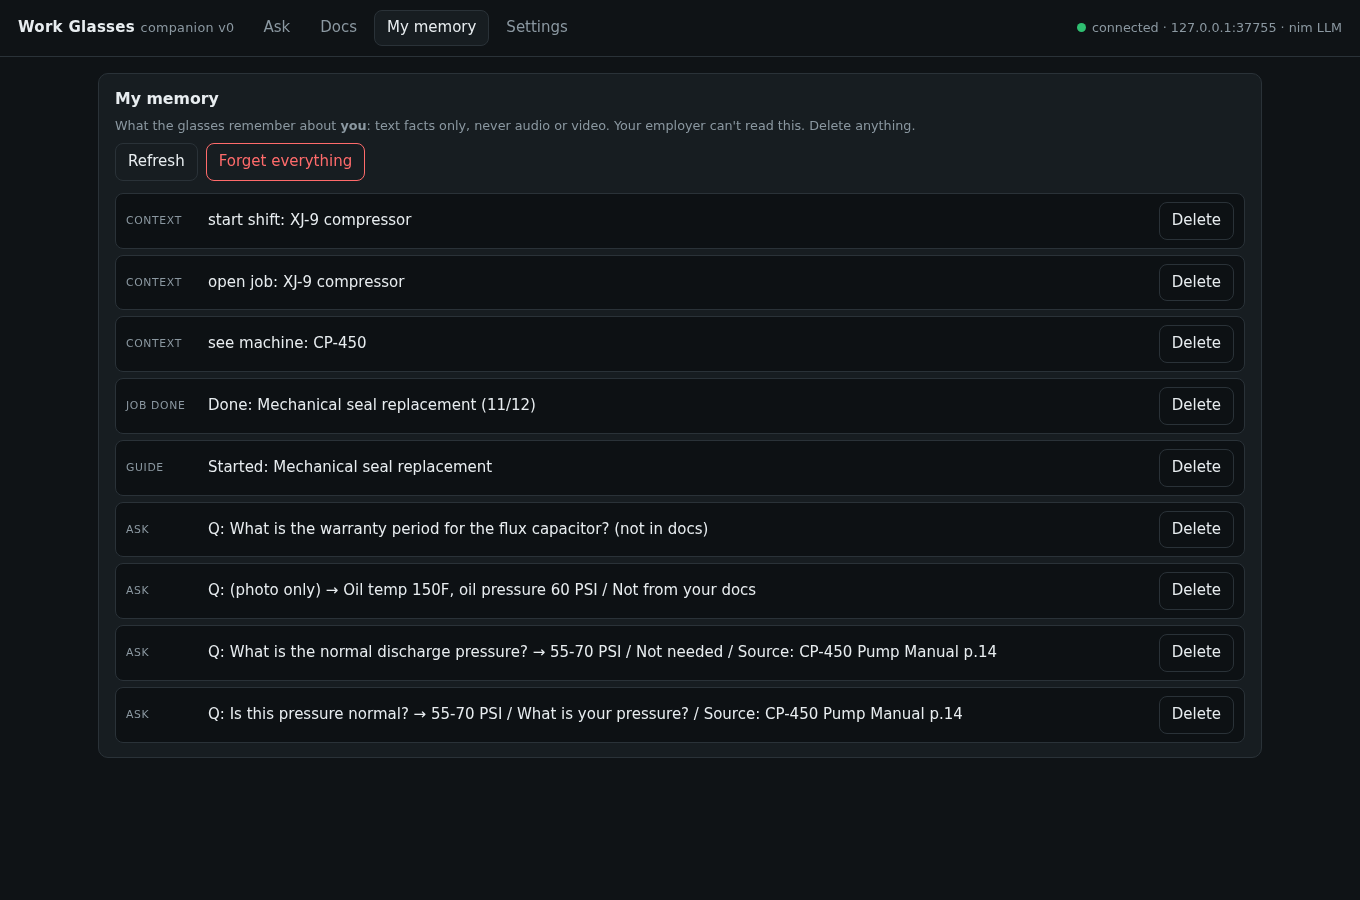 Work Glasses companion v0 Ask Docs My memory Settings connected · 127.0.0.1:37755 · nim LLM
My memory
What the glasses remember about you: text facts only, never audio or video. Your employer can't read this. Delete anything.
Refresh Forget everything
CONTEXT start shift: XJ-9 compressor Delete
CONTEXT open job: XJ-9 compressor Delete
CONTEXT see machine: CP-450 Delete
JOB DONE Done: Mechanical seal replacement (11/12) Delete
GUIDE Started: Mechanical seal replacement Delete
ASK Q: What is the warranty period for the flux capacitor? (not in docs) Delete
ASK Q: (photo only) → Oil temp 150F, oil pressure 60 PSI / Not from your docs Delete
ASK Q: What is the normal discharge pressure? → 55-70 PSI / Not needed / Source: CP-450 Pump Manual p.14 Delete
ASK Q: Is this pressure normal? → 55-70 PSI / What is your pressure? / Source: CP-450 Pump Manual p.14 Delete